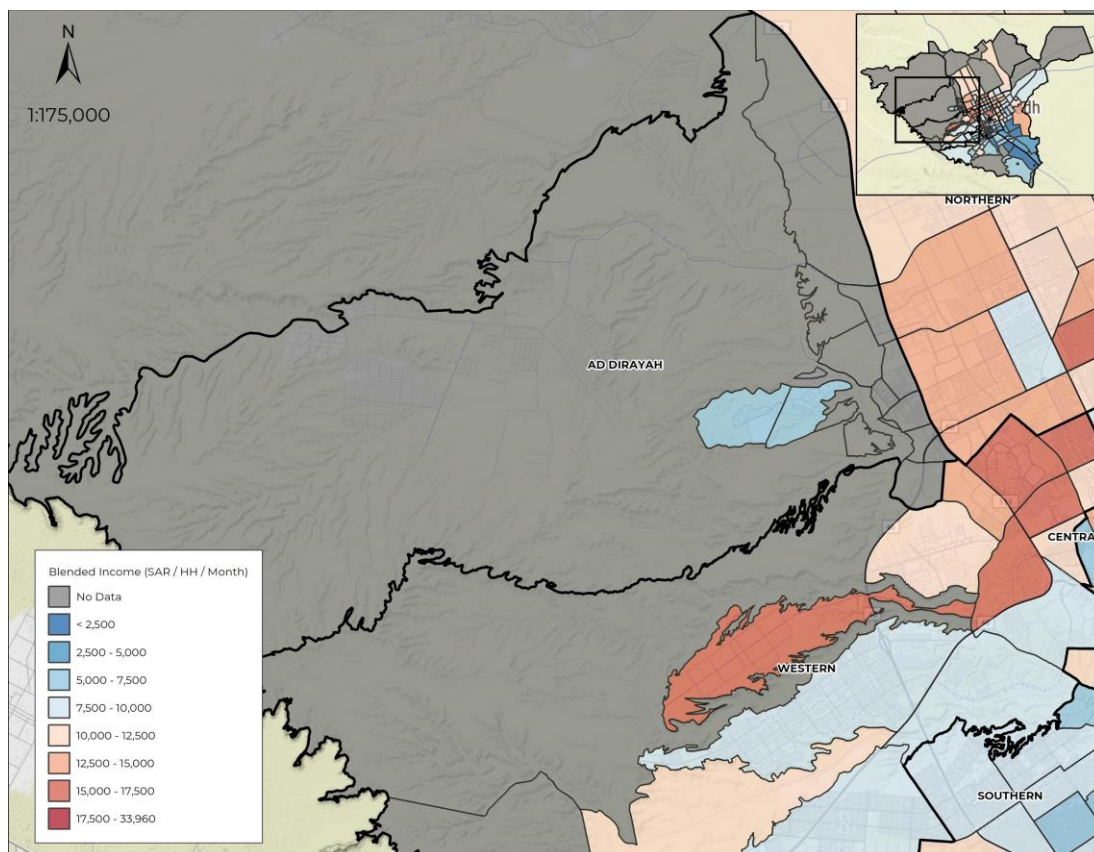 N
1:175,000
dh
NORTHERN
AD DIRAYAH
CENTRA
WESTERN
SOUTHERN
Blended Income (SAR / HH / Month)
No Data
< 2,500
2,500 - 5,000
5,000 - 7,500
7,500 - 10,000
10,000 - 12,500
12,500 - 15,000
15,000 - 17,500
17,500 - 33,960